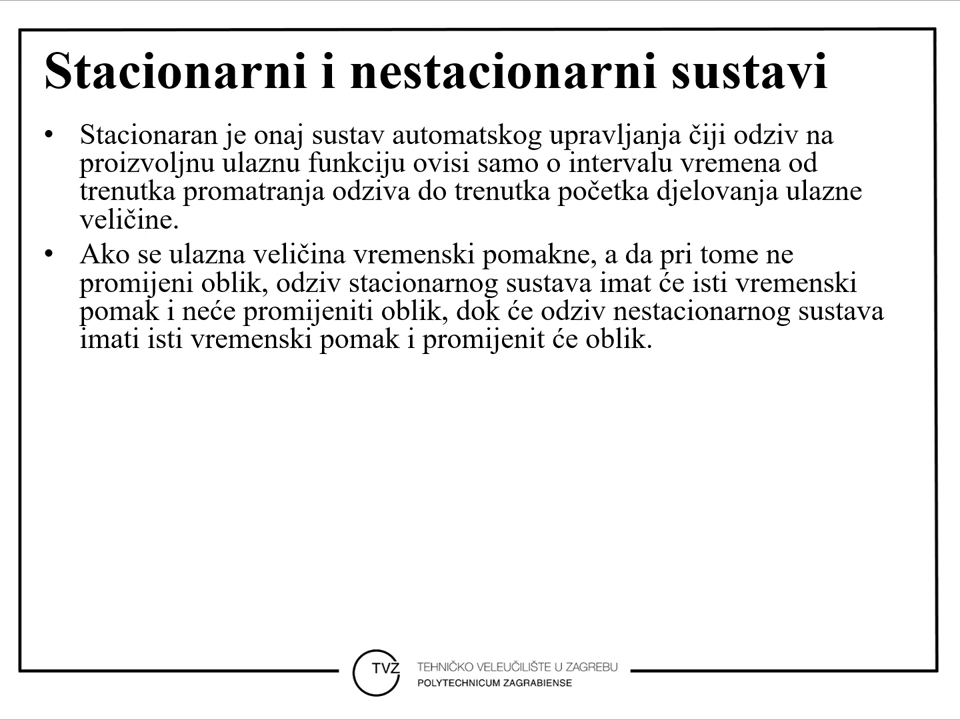 Stacionarni i nestacionarni sustavi
• Stacionaran je onaj sustav automatskog upravljanja čiji odziv na
proizvoljnu ulaznu funkciju ovisi samo o intervalu vremena od
trenutka promatranja odziva do trenutka početka djelovanja ulazne
veličine.
• Ako se ulazna veličina vremenski pomakne, a da pri tome ne
promijeni oblik, odziv stacionarnog sustava imat će isti vremenski
pomak i neće promijeniti oblik, dok će odziv nestacionarnog sustava
imati isti vremenski pomak i promijenit će oblik.
TVZ
TEHNIČKO VELEUČILIŠTE U ZAGREBU
POLYTECHNICUM ZAGRABIENSE